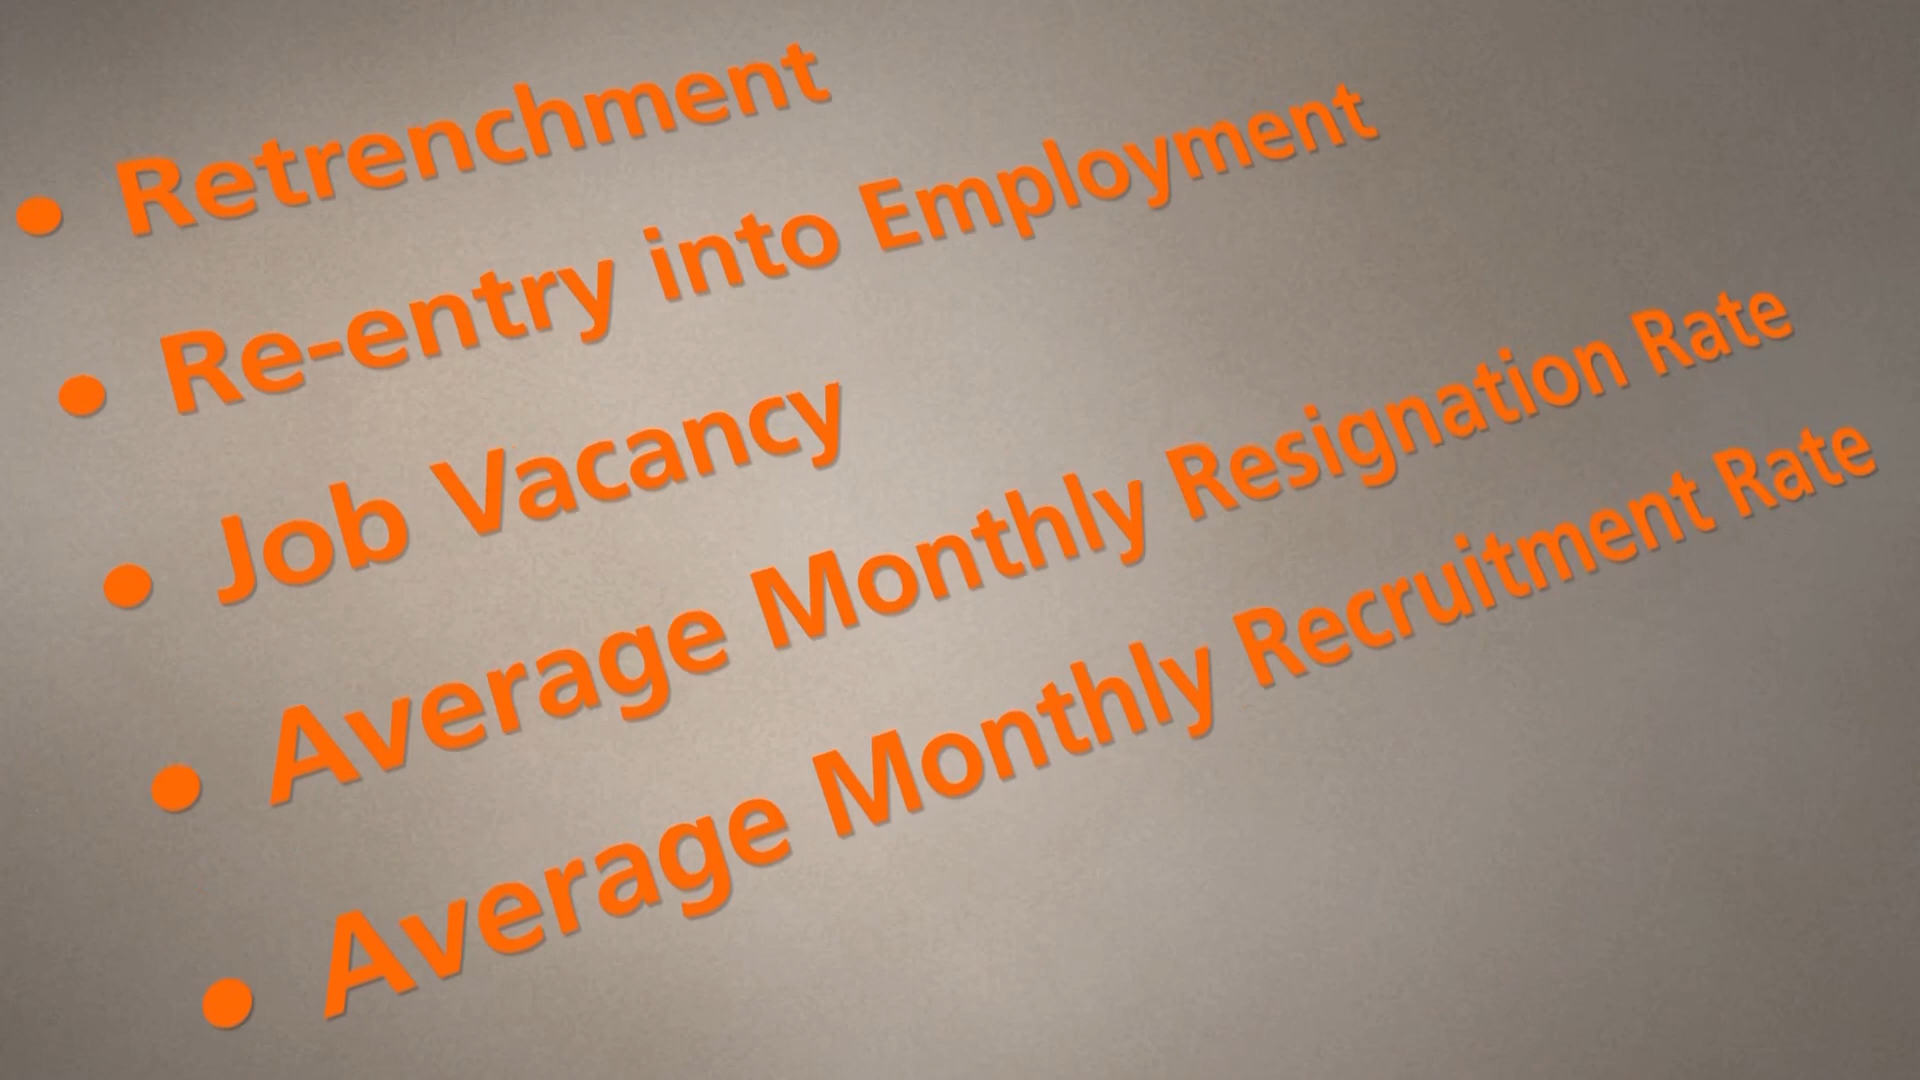 • Retrenchment
• Re-entry into Employment
• Job Vacancy
• Average Monthly Resignation Rate
• Average Monthly Recruitment Rate